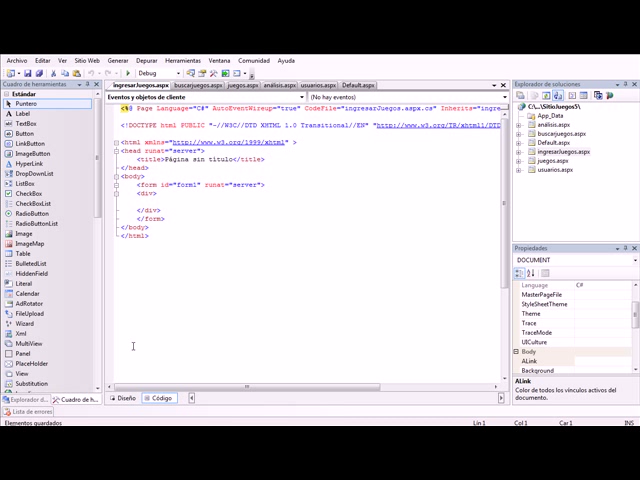 Archivo Editar Ver Sitio Web Generar Depurar Herramientas Ventana Comunidad Ayuda
Debug
Cuadro de herramientas
Estándar
Puntero
Label
TextBox
Button
LinkButton
ImageButton
HyperLink
DropDownList
ListBox
CheckBox
CheckBoxList
RadioButton
RadioButtonList
Image
ImageMap
Table
BulletedList
HiddenField
Literal
Calendar
AdRotator
FileUpload
Wizard
Xml
MultiView
Panel
PlaceHolder
View
Substitution
Explorador d... Cuadro de h...
Lista de errores
Elementos guardados
ingresarJuegos.aspx buscarjuegos.aspx juegos.aspx análisis.aspx usuarios.aspx Default.aspx
Eventos y objetos de cliente (No hay eventos)
<%@ Page Language="C#" AutoEventWireup="true" CodeFile="ingresarJuegos.aspx.cs" Inherits="ingre
<!DOCTYPE html PUBLIC "-//W3C//DTD XHTML 1.0 Transitional//EN" "http://www.w3.org/TR/xhtml1/DTD
<html xmlns="http://www.w3.org/1999/xhtml" >
<head runat="server">
<title>Página sin título</title>
</head>
<body>
<form id="form1" runat="server">
<div>
</div>
</form>
</body>
</html>
Diseño Código
Explorador de soluciones
C:\...\SitioJuegos5\
App_Data
análisis.aspx
buscarjuegos.aspx
Default.aspx
ingresarJuegos.aspx
juegos.aspx
usuarios.aspx
Propiedades
DOCUMENT
Language C#
MasterPageFile
StyleSheetTheme
Theme
Trace
TraceMode
UICulture
Body
ALink
Background
ALink
Color de todos los vínculos activos del
documento.
Lín 1 Col 1 Car 1 INS